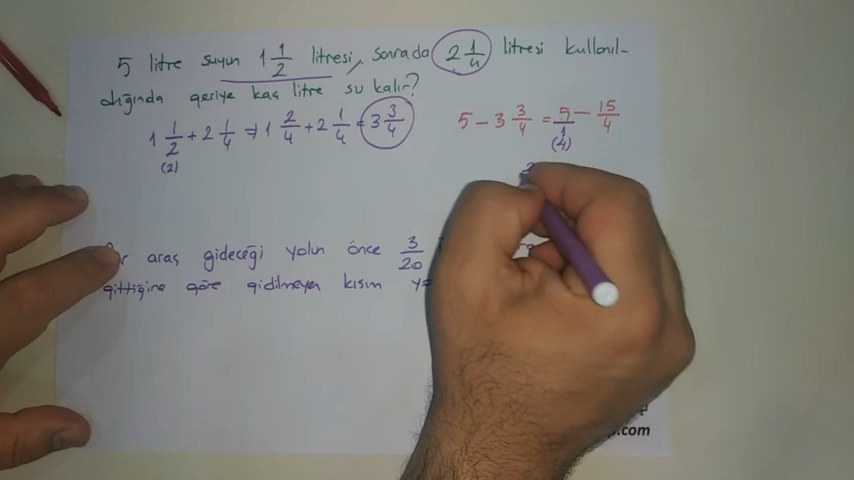 5 litre suyun 1 1/2 litresi, sonrada 2 1/4 litresi kullanıl-
dığında geriye kaç litre su kalır?
1 1/2 + 2 1/4 ⇒ 1 2/4 + 2 1/4 = 3 3/4
(2)
5 - 3 3/4 = 5/1 - 15/4
(4)
2
araç gideceği yolun önce 3/20
gittiğine göre gidilmeyen kısım
.com